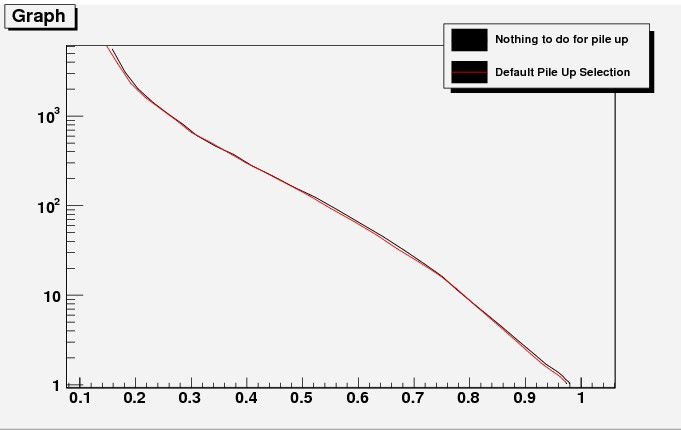 Graph
Nothing to do for pile up
Default Pile Up Selection
10³
10²
10
1
0.1 0.2 0.3 0.4 0.5 0.6 0.7 0.8 0.9 1